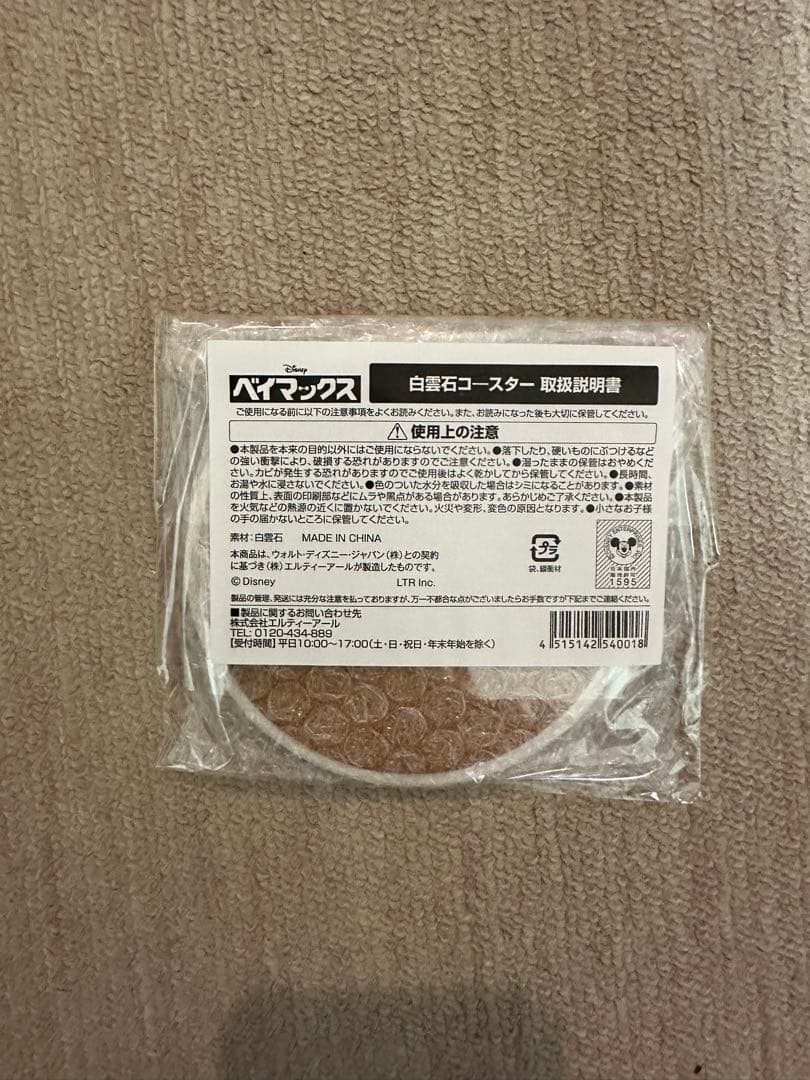 Disney
ベイマックス
白雲石コースター 取扱説明書
ご使用になる前に以下の注意事項をよくお読みください。また、お読みになった後も大切に保管してください。
使用上の注意
●本製品を本来の目的以外にはご使用にならないでください。●落下したり、硬いものにぶつけるなど
の強い衝撃により、破損する恐れがありますのでご注意ください。●湿ったままの保管はおやめくだ
さい。カビが発生する恐れがありますのでご使用後はよく乾かしてから保管してください。●長時間、
お湯や水に浸さないでください。●色のついた水分を吸収した場合はシミになることがあります。●素材
の性質上、表面の印刷部などにムラや黒点がある場合があります。あらかじめご了承ください。●本製品
を火気などの熱源の近くに置かないでください。火災や変形、変色の原因となります。●小さなお子様
の手の届かないところに保管してください。
素材:白雲石 MADE IN CHINA
本商品は、ウォルト・ディズニー・ジャパン(株)との契約
に基づき(株)エルティーアールが製造したものです。
©Disney LTR Inc.
プラ
袋、緩衝材
日本国内
1595
製品の管理、発送には充分な注意を払っておりますが、万一不都合な点がございましたらお手数ですが下記までご連絡ください。
■製品に関するお問い合わせ先
株式会社エルティーアール
TEL: 0120-434-889
【受付時間】平日10:00~17:00(土・日・祝日・年末年始を除く)
4 515142 540018